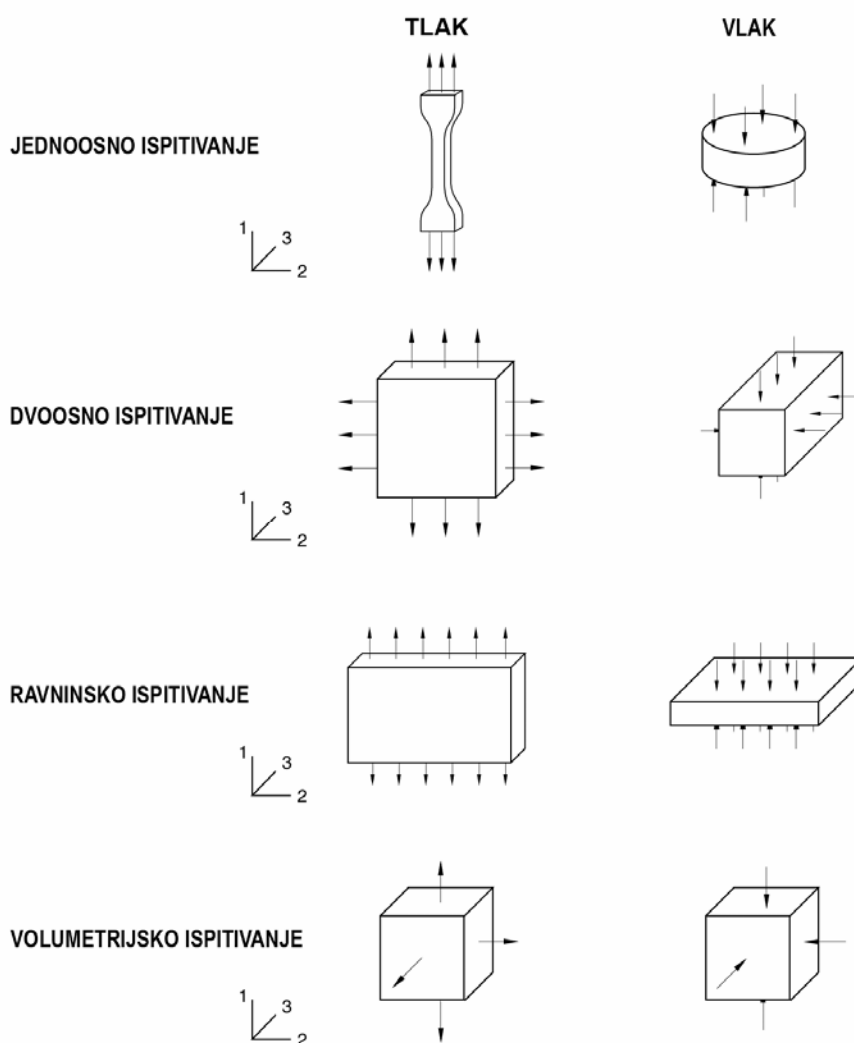 TLAK VLAK
JEDNOOSNO ISPITIVANJE
1
3
2
DVOOSNO ISPITIVANJE
1
3
2
RAVNINSKO ISPITIVANJE
1
3
2
VOLUMETRIJSKO ISPITIVANJE
1
3
2